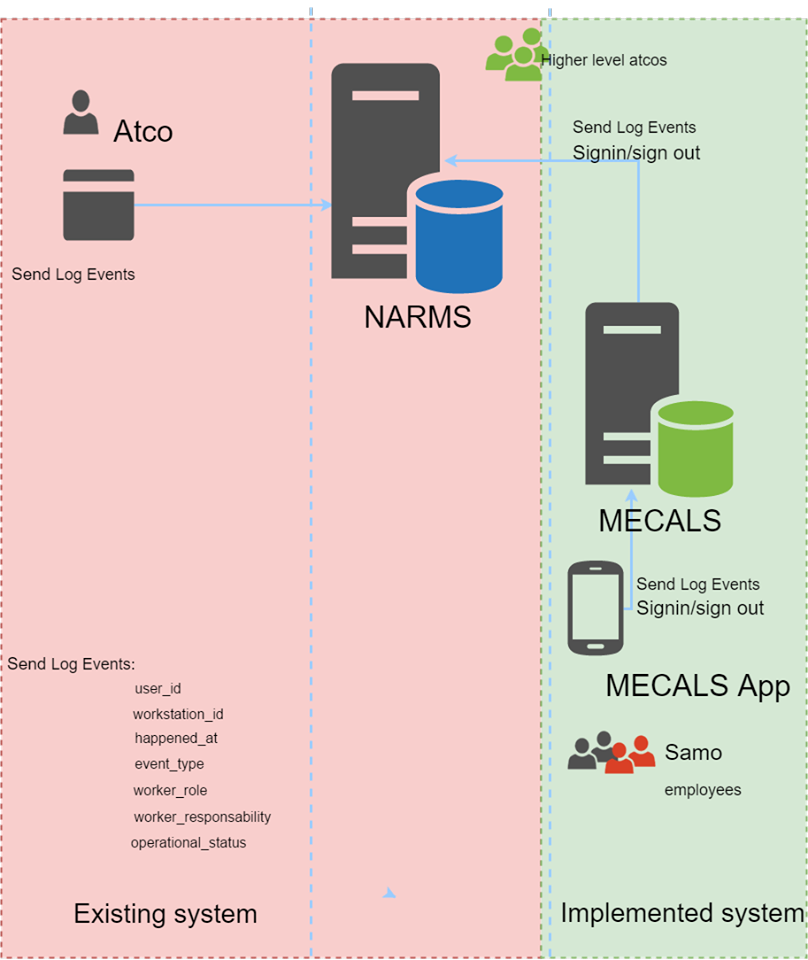 Higher level atcos
Atco
Send Log Events
Signin/sign out
Send Log Events
NARMS
MECALS
Send Log Events
Signin/sign out
MECALS App
Send Log Events:
user_id
workstation_id
happened_at
event_type
worker_role
worker_responsability
operational_status
Samo
employees
Existing system
Implemented system